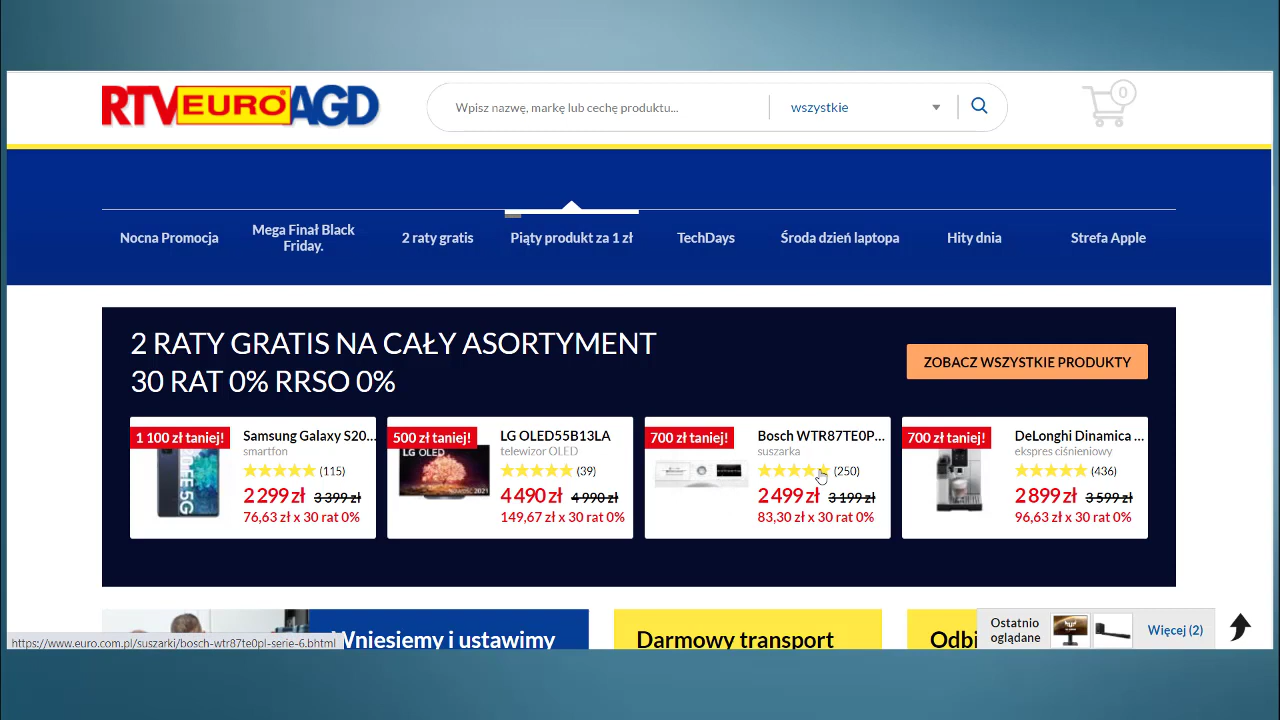 RTV EURO AGD
Wpisz nazwę, markę lub cechę produktu...
wszystkie
0
Nocna Promocja
Mega Finał Black
Friday.
2 raty gratis
Piąty produkt za 1 zł
TechDays
Środa dzień laptopa
Hity dnia
Strefa Apple
2 RATY GRATIS NA CAŁY ASORTYMENT
30 RAT 0% RRSO 0%
ZOBACZ WSZYSTKIE PRODUKTY
1 100 zł taniej!
Samsung Galaxy S20...
smartfon
(115)
2 299 zł 3 399 zł
76,63 zł x 30 rat 0%
500 zł taniej!
LG OLED
LG OLED55B13LA
telewizor OLED
(39)
4 490 zł 4 990 zł
149,67 zł x 30 rat 0%
700 zł taniej!
Bosch WTR87TE0P...
suszarka
(250)
2 499 zł 3 199 zł
83,30 zł x 30 rat 0%
700 zł taniej!
DeLonghi Dinamica ...
ekspres ciśnieniowy
(436)
2 899 zł 3 599 zł
96,63 zł x 30 rat 0%
Wniesiemy i ustawimy
Darmowy transport
Odbi
Ostatnio
oglądane
Więcej (2)
https://www.euro.com.pl/suszarki/bosch-wtr87te0pl-serie-6.bhtml